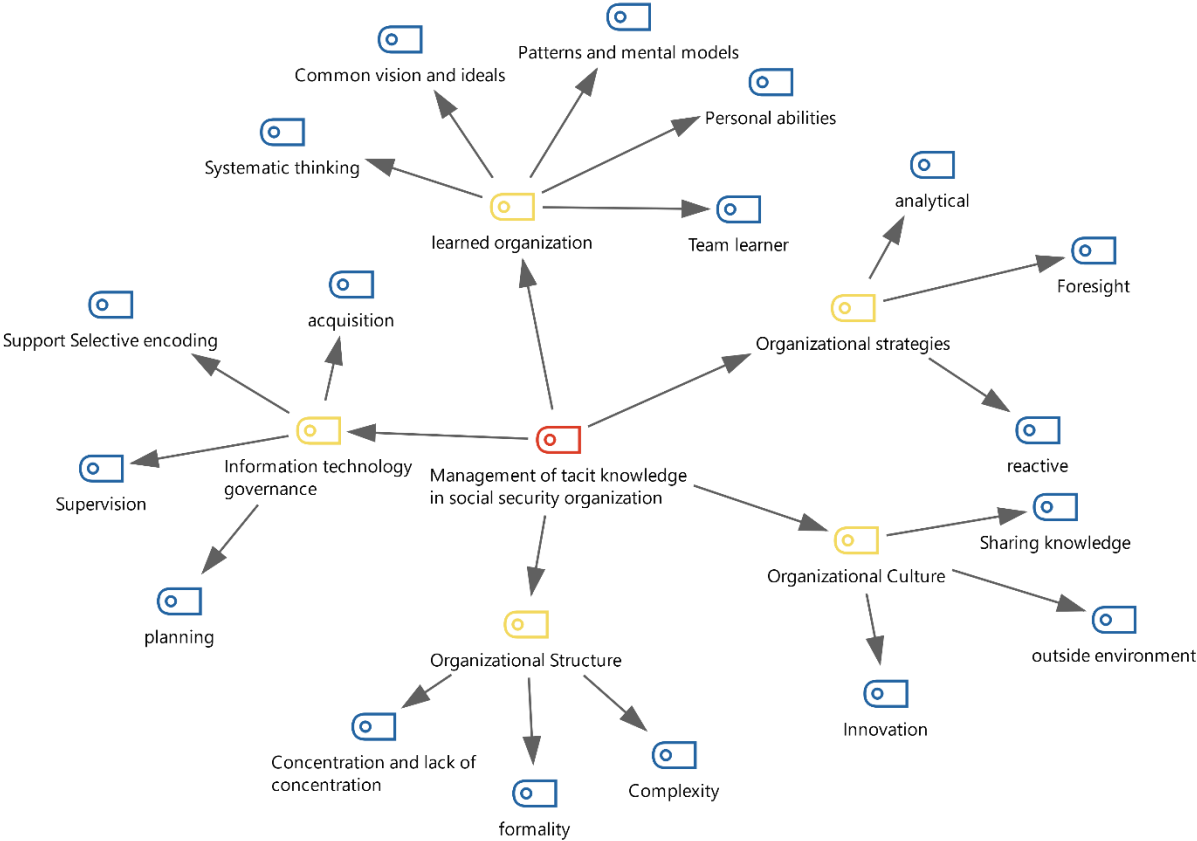 Patterns and mental models
Common vision and ideals
Personal abilities
Systematic thinking
analytical
learned organization
Team learner
Foresight
acquisition
Support Selective encoding
Organizational strategies
Information technology
governance
Management of tacit knowledge
in social security organization
reactive
Supervision
Sharing knowledge
Organizational Culture
planning
outside environment
Organizational Structure
Innovation
Concentration and lack of
concentration
Complexity
formality